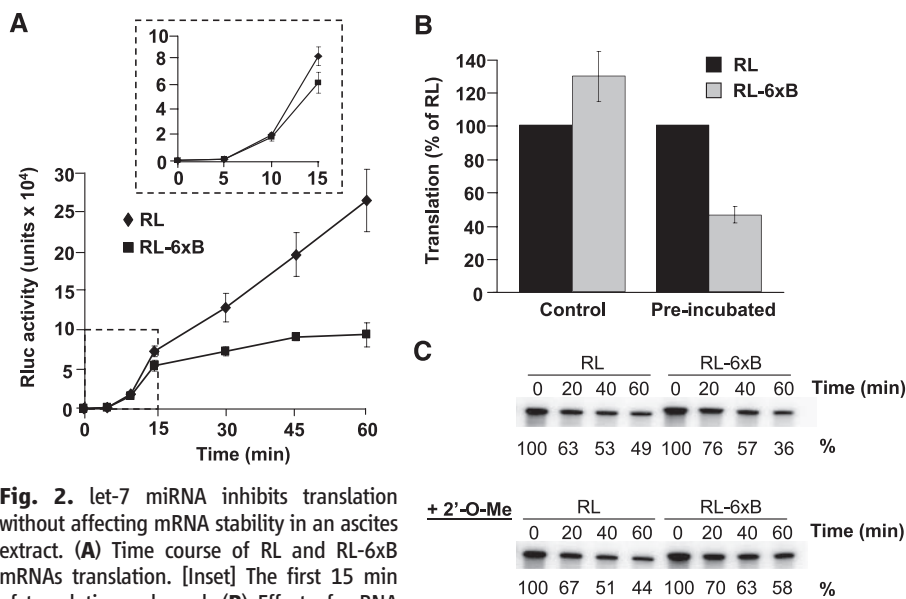 A
10
8
6
4
2
0
0 5 10 15
30
25
20
15
10
5
0
Rluc activity (units x 10⁴)
RL
RL-6xB
0 15 30 45 60
Time (min)
B
140
120
100
80
60
40
20
0
Translation (% of RL)
RL
RL-6xB
Control Pre-incubated
C
RL RL-6xB
0 20 40 60 0 20 40 60 Time (min)
100 63 53 49 100 76 57 36 %
+ 2'-O-Me RL RL-6xB
0 20 40 60 0 20 40 60 Time (min)
100 67 51 44 100 70 63 58 %
Fig. 2. let-7 miRNA inhibits translation
without affecting mRNA stability in an ascites
extract. (A) Time course of RL and RL-6xB
mRNAs translation. [Inset] The first 15 min